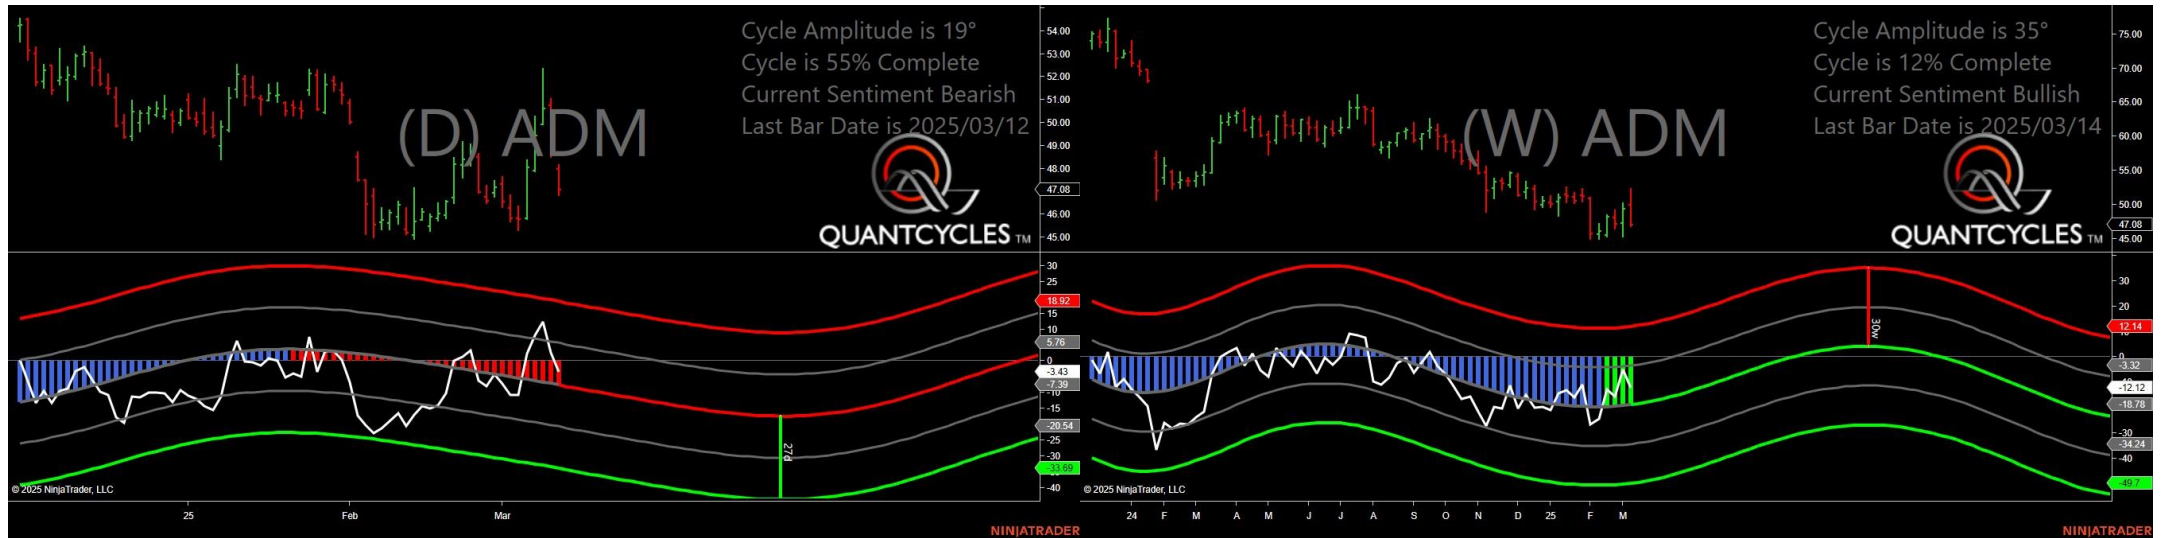 Cycle Amplitude is 19°
Cycle is 55% Complete
Current Sentiment Bearish
Last Bar Date is 2025/03/12
(D) ADM
QUANTCYCLES TM
54.00
53.00
52.00
51.00
50.00
49.00
48.00
47.08
46.00
45.00
30
25
18.92
15
10
5.76
0
-3.43
-7.39
-10
-15
-20.54
-25
-30
-33.69
-40
27d
© 2025 NinjaTrader, LLC
25 Feb Mar
NINJATRADER
Cycle Amplitude is 35°
Cycle is 12% Complete
Current Sentiment Bullish
Last Bar Date is 2025/03/14
(W) ADM
QUANTCYCLES TM
75.00
70.00
65.00
60.00
55.00
50.00
47.08
45.00
30
20
12.14
0
-3.32
-12.12
-18.78
-30
-34.24
-40
-49.7
30w
© 2025 NinjaTrader, LLC
24 F M A M J J A S O N D 25 F M
NINJATRADER